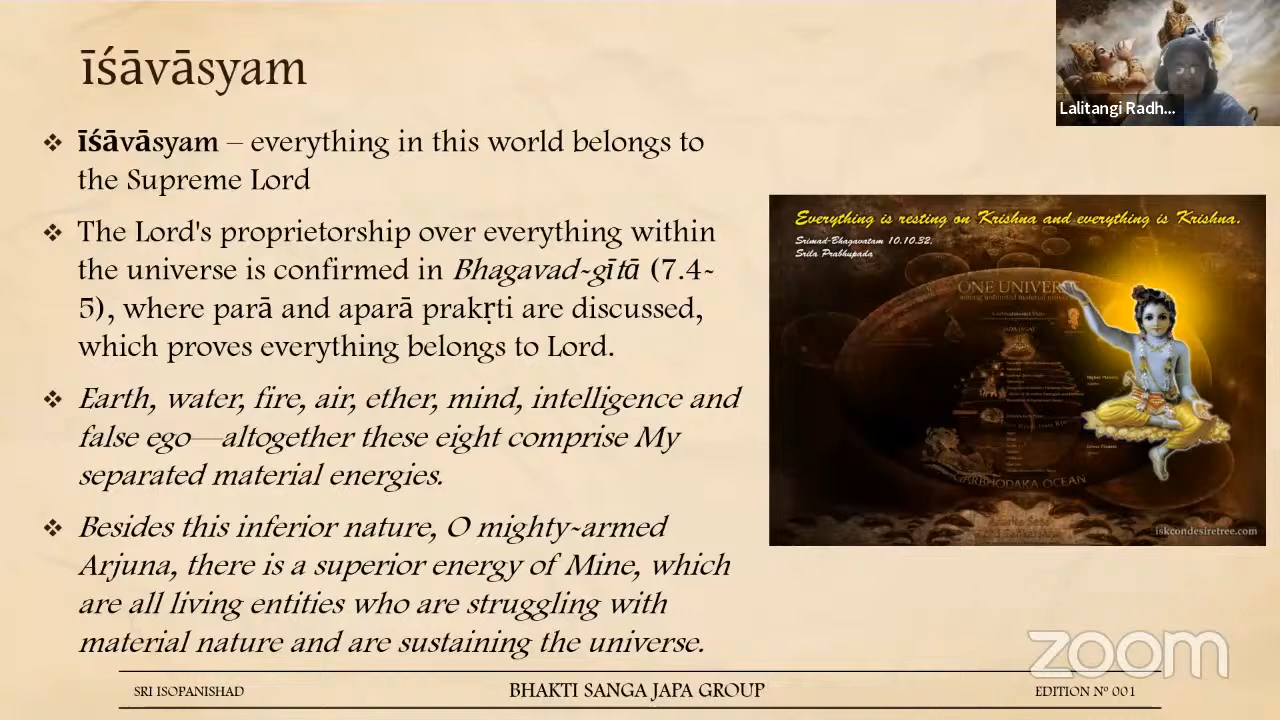 īśāvāsyam
Lalitangi Radh...
❖ īśāvāsyam – everything in this world belongs to
the Supreme Lord
❖ The Lord's proprietorship over everything within
the universe is confirmed in Bhagavad-gītā (7.4-
5), where parā and aparā prakṛti are discussed,
which proves everything belongs to Lord.
❖ Earth, water, fire, air, ether, mind, intelligence and
false ego—altogether these eight comprise My
separated material energies.
❖ Besides this inferior nature, O mighty-armed
Arjuna, there is a superior energy of Mine, which
are all living entities who are struggling with
material nature and are sustaining the universe.
Everything is resting on Krishna and everything is Krishna.
Srimad-Bhagavatam 10.10.32,
Srila Prabhupada
ONE UNIVERSE
among unlimited material
GARBHODAKA OCEAN
iskcondesiretree.com
zoom
SRI ISOPANISHAD
BHAKTI SANGA JAPA GROUP
EDITION Nº 001